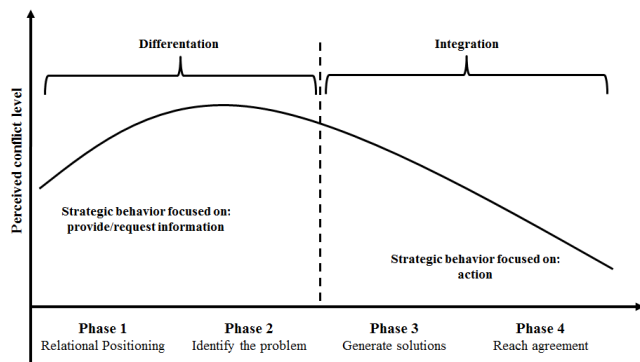 Differentation
Integration
Perceived conflict level
Strategic behavior focused on:
provide/request information
Strategic behavior focused on:
action
Phase 1
Relational Positioning
Phase 2
Identify the problem
Phase 3
Generate solutions
Phase 4
Reach agreement